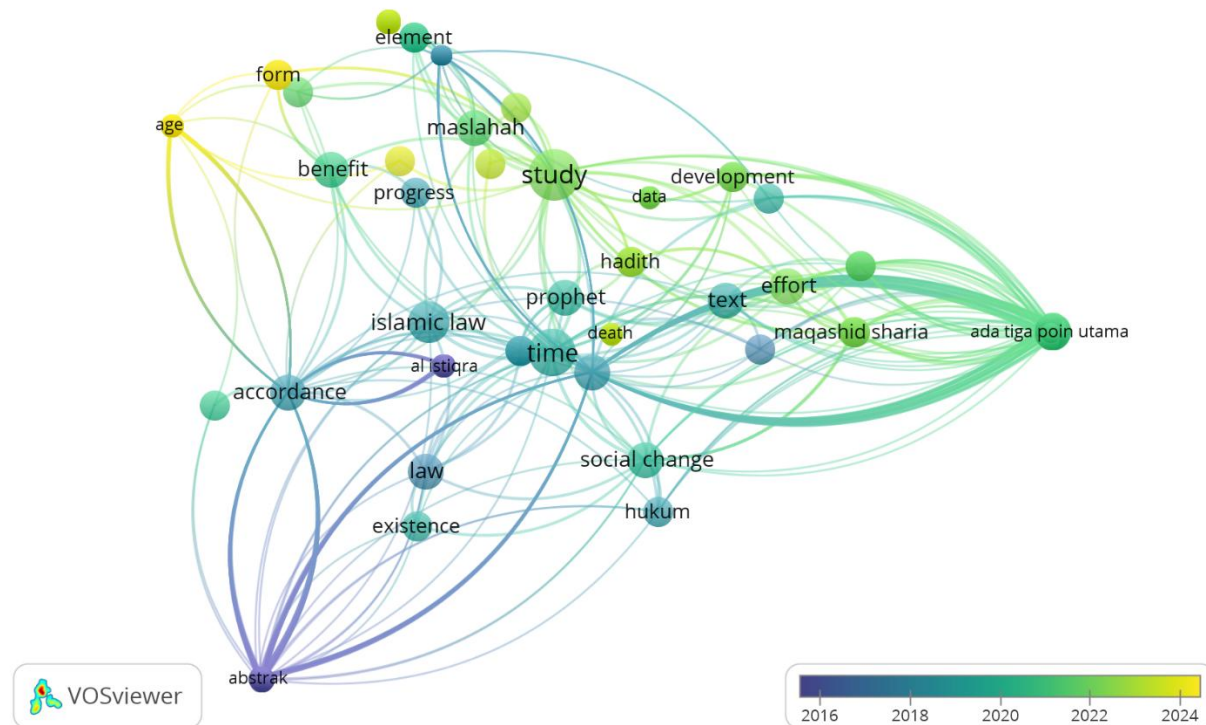 element
form
age
maslahah
benefit
study
development
progress
data
hadith
prophet
text
effort
islamic law
death
maqashid sharia
ada tiga poin utama
time
al istiqra
accordance
social change
law
hukum
existence
abstrak
VOSviewer
2016 2018 2020 2022 2024